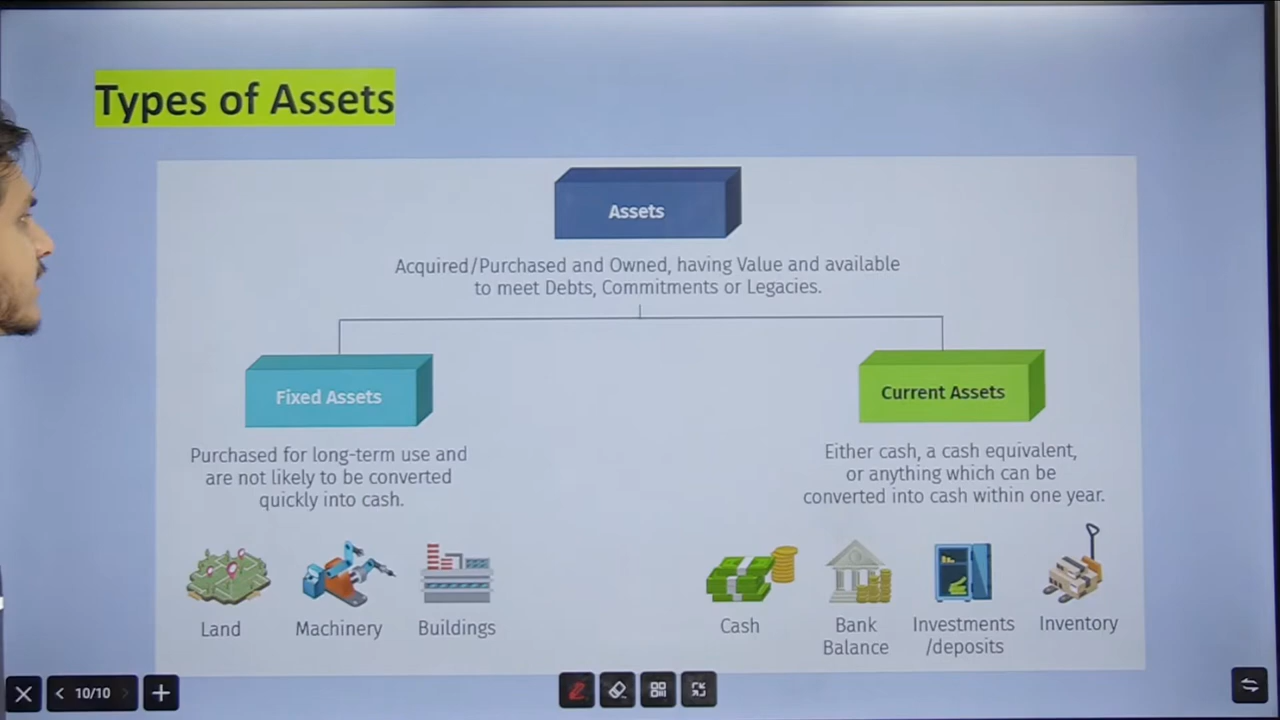 Types of Assets
Assets
Acquired/Purchased and Owned, having Value and available
to meet Debts, Commitments or Legacies.
Fixed Assets
Purchased for long-term use and
are not likely to be converted
quickly into cash.
Land
Machinery
Buildings
Current Assets
Either cash, a cash equivalent,
or anything which can be
converted into cash within one year.
Cash
Bank
Balance
Investments
/deposits
Inventory
10/10